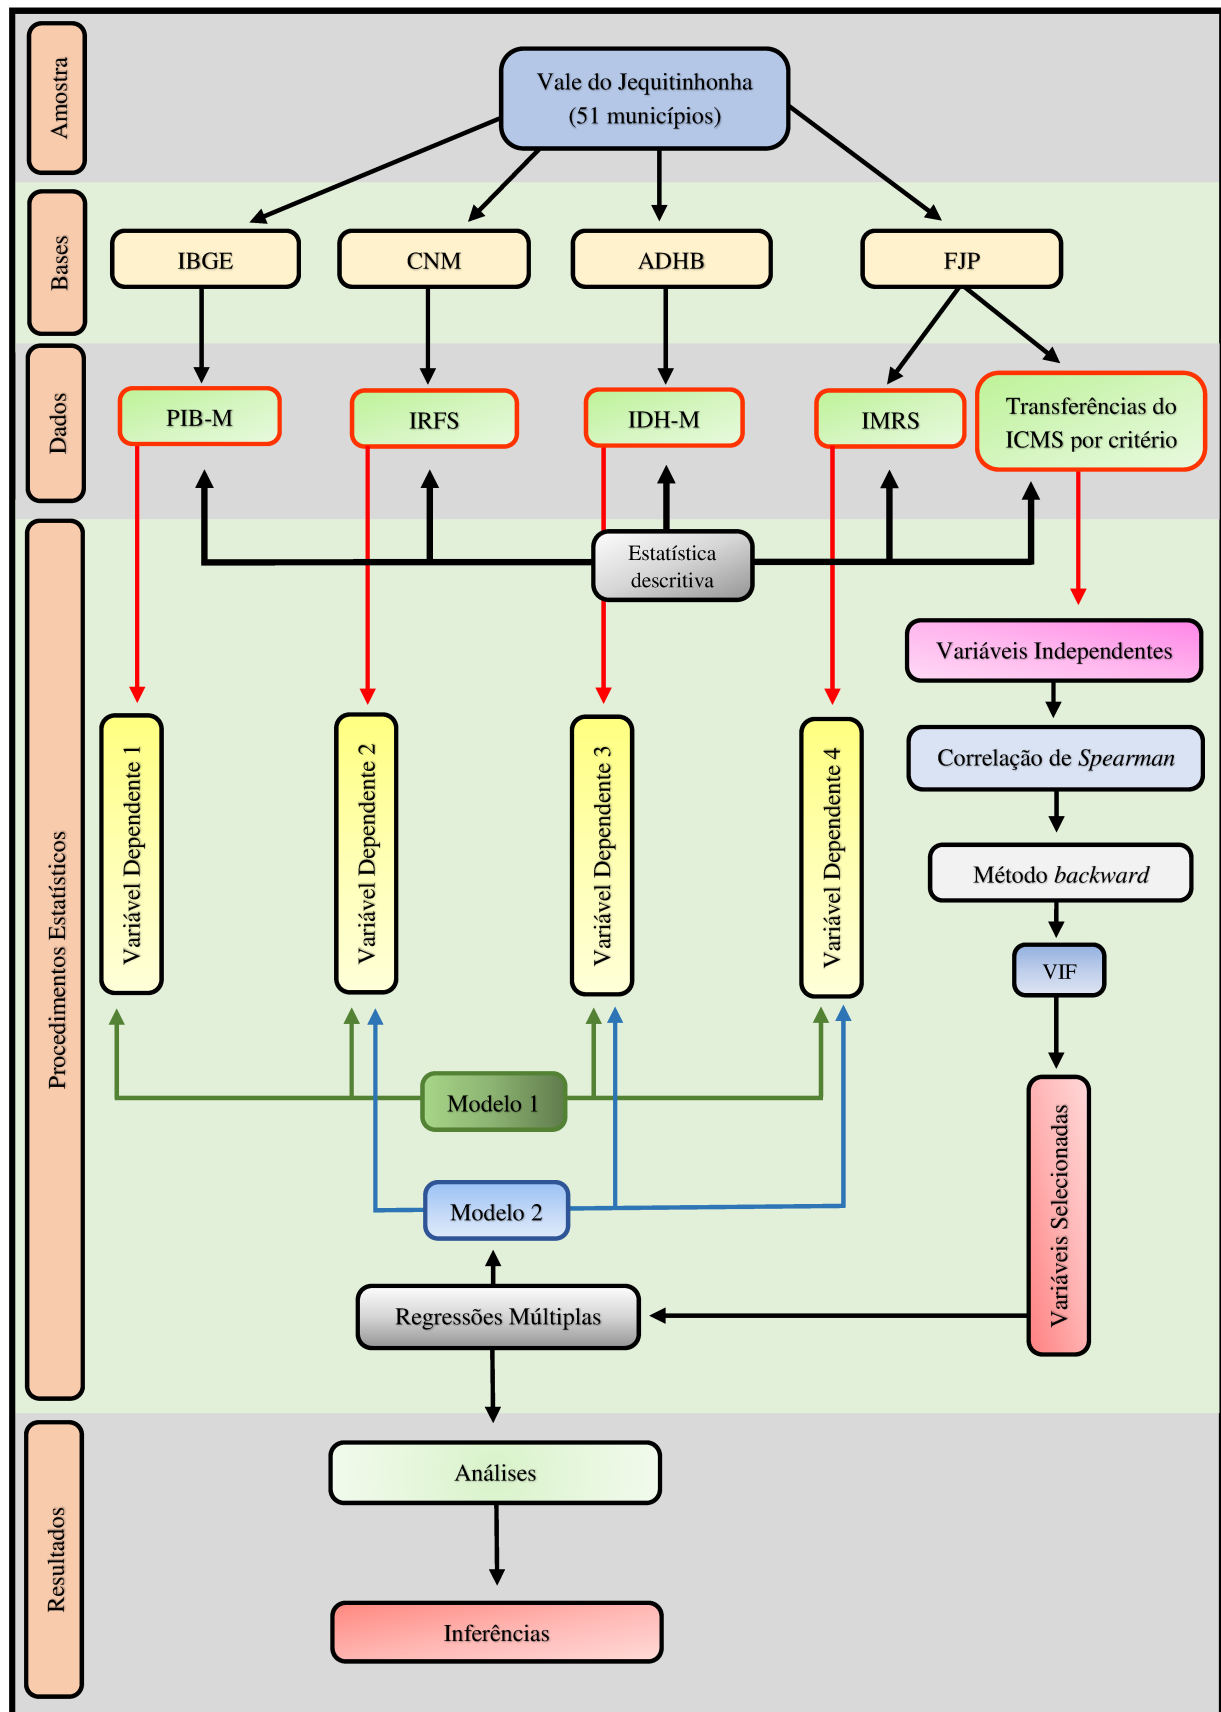 Amostra
Vale do Jequitinhonha
(51 municípios)
Bases
IBGE
CNM
ADHB
FJP
Dados
PIB-M
IRFS
IDH-M
IMRS
Transferências do
ICMS por critério
Procedimentos Estatísticos
Estatística
descritiva
Variáveis Independentes
Variável Dependente 1
Variável Dependente 2
Variável Dependente 3
Variável Dependente 4
Correlação de Spearman
Método backward
VIF
Modelo 1
Variáveis Selecionadas
Modelo 2
Regressões Múltiplas
Resultados
Análises
Inferências